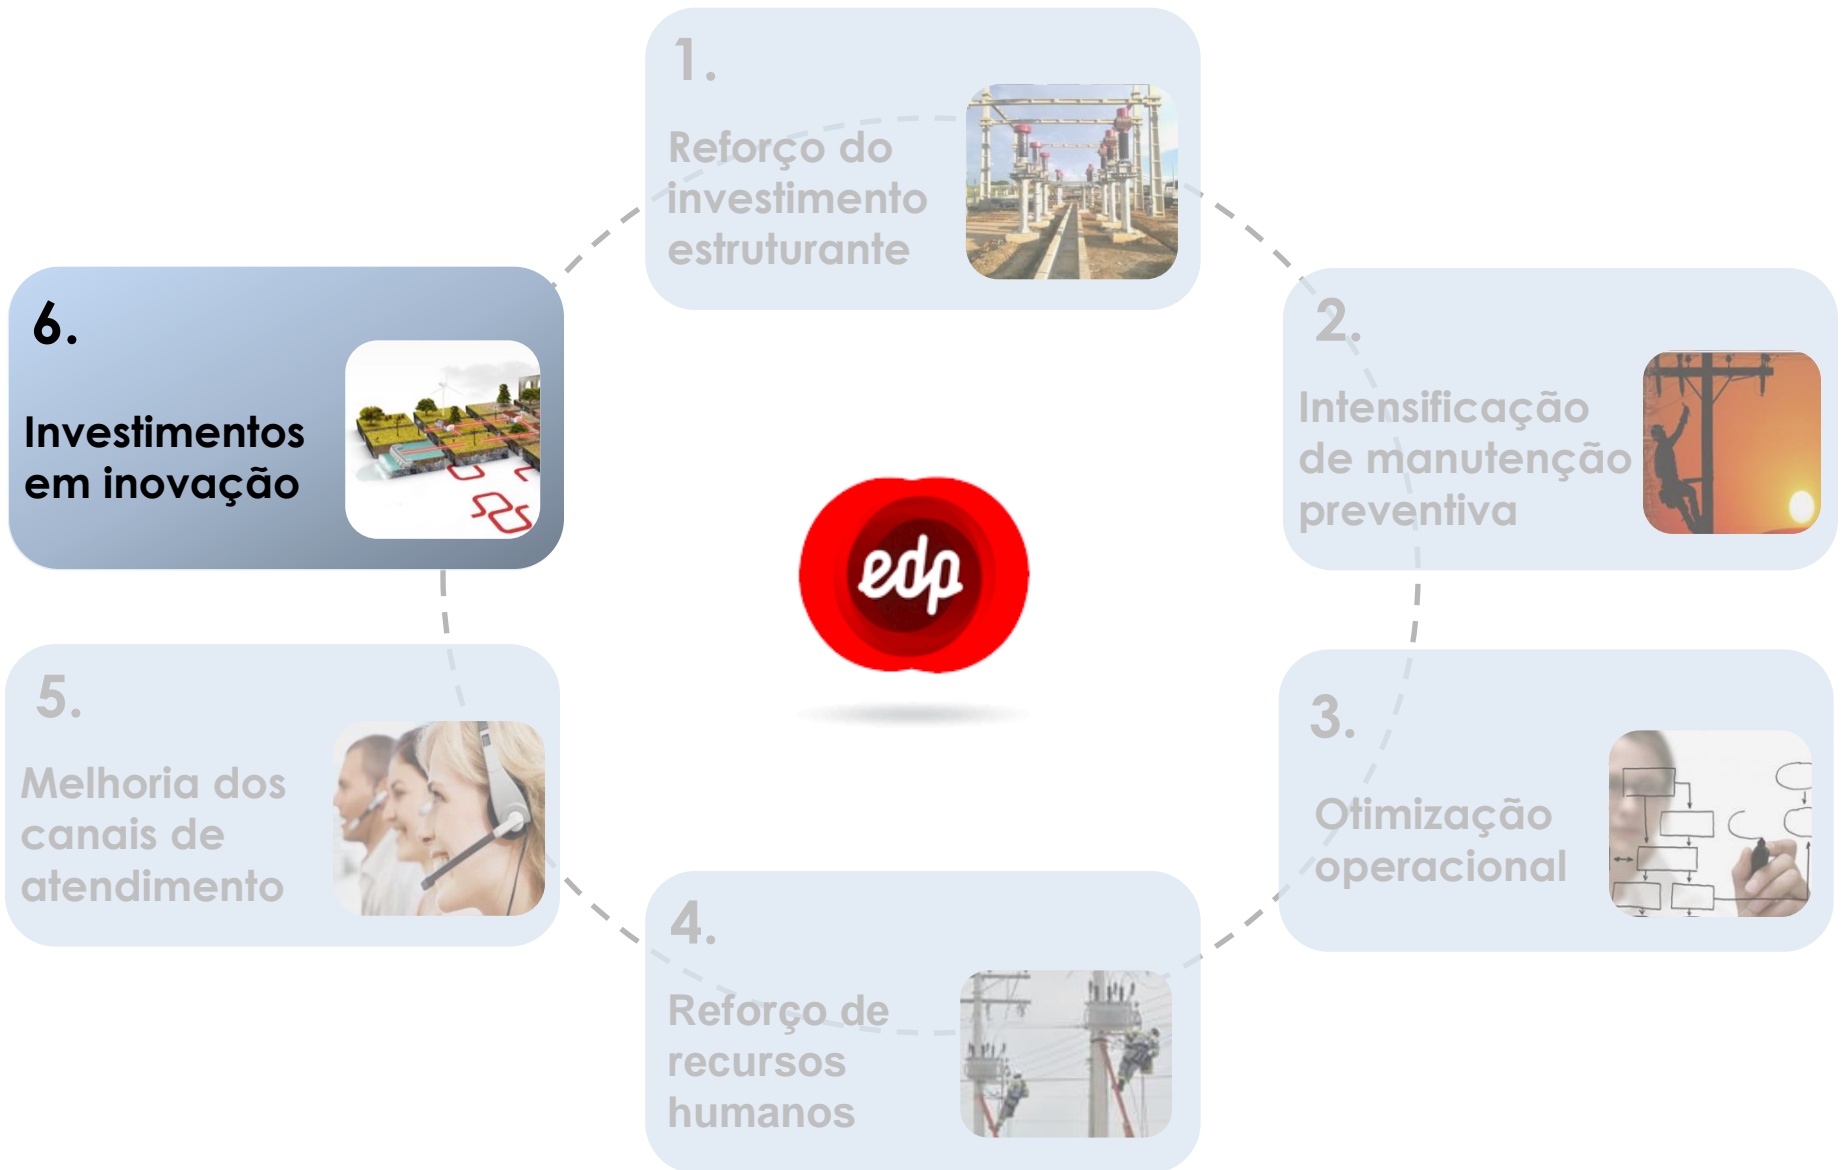 1.
Reforço do
investimento
estruturante
2.
Intensificação
de manutenção
preventiva
3.
Otimização
operacional
4.
Reforço de
recursos
humanos
5.
Melhoria dos
canais de
atendimento
6.
Investimentos
em inovação
edp